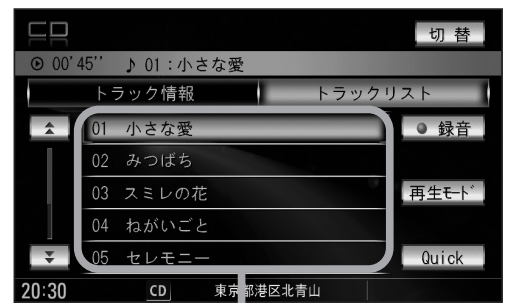 CD
切替
00'45'' ♪ 01:小さな愛
トラック情報 トラックリスト
01 小さな愛
録音
02 みつばち
03 スミレの花
再生モード
04 ねがいごと
05 セレモニー
Quick
20:30 CD 東京都港区北青山